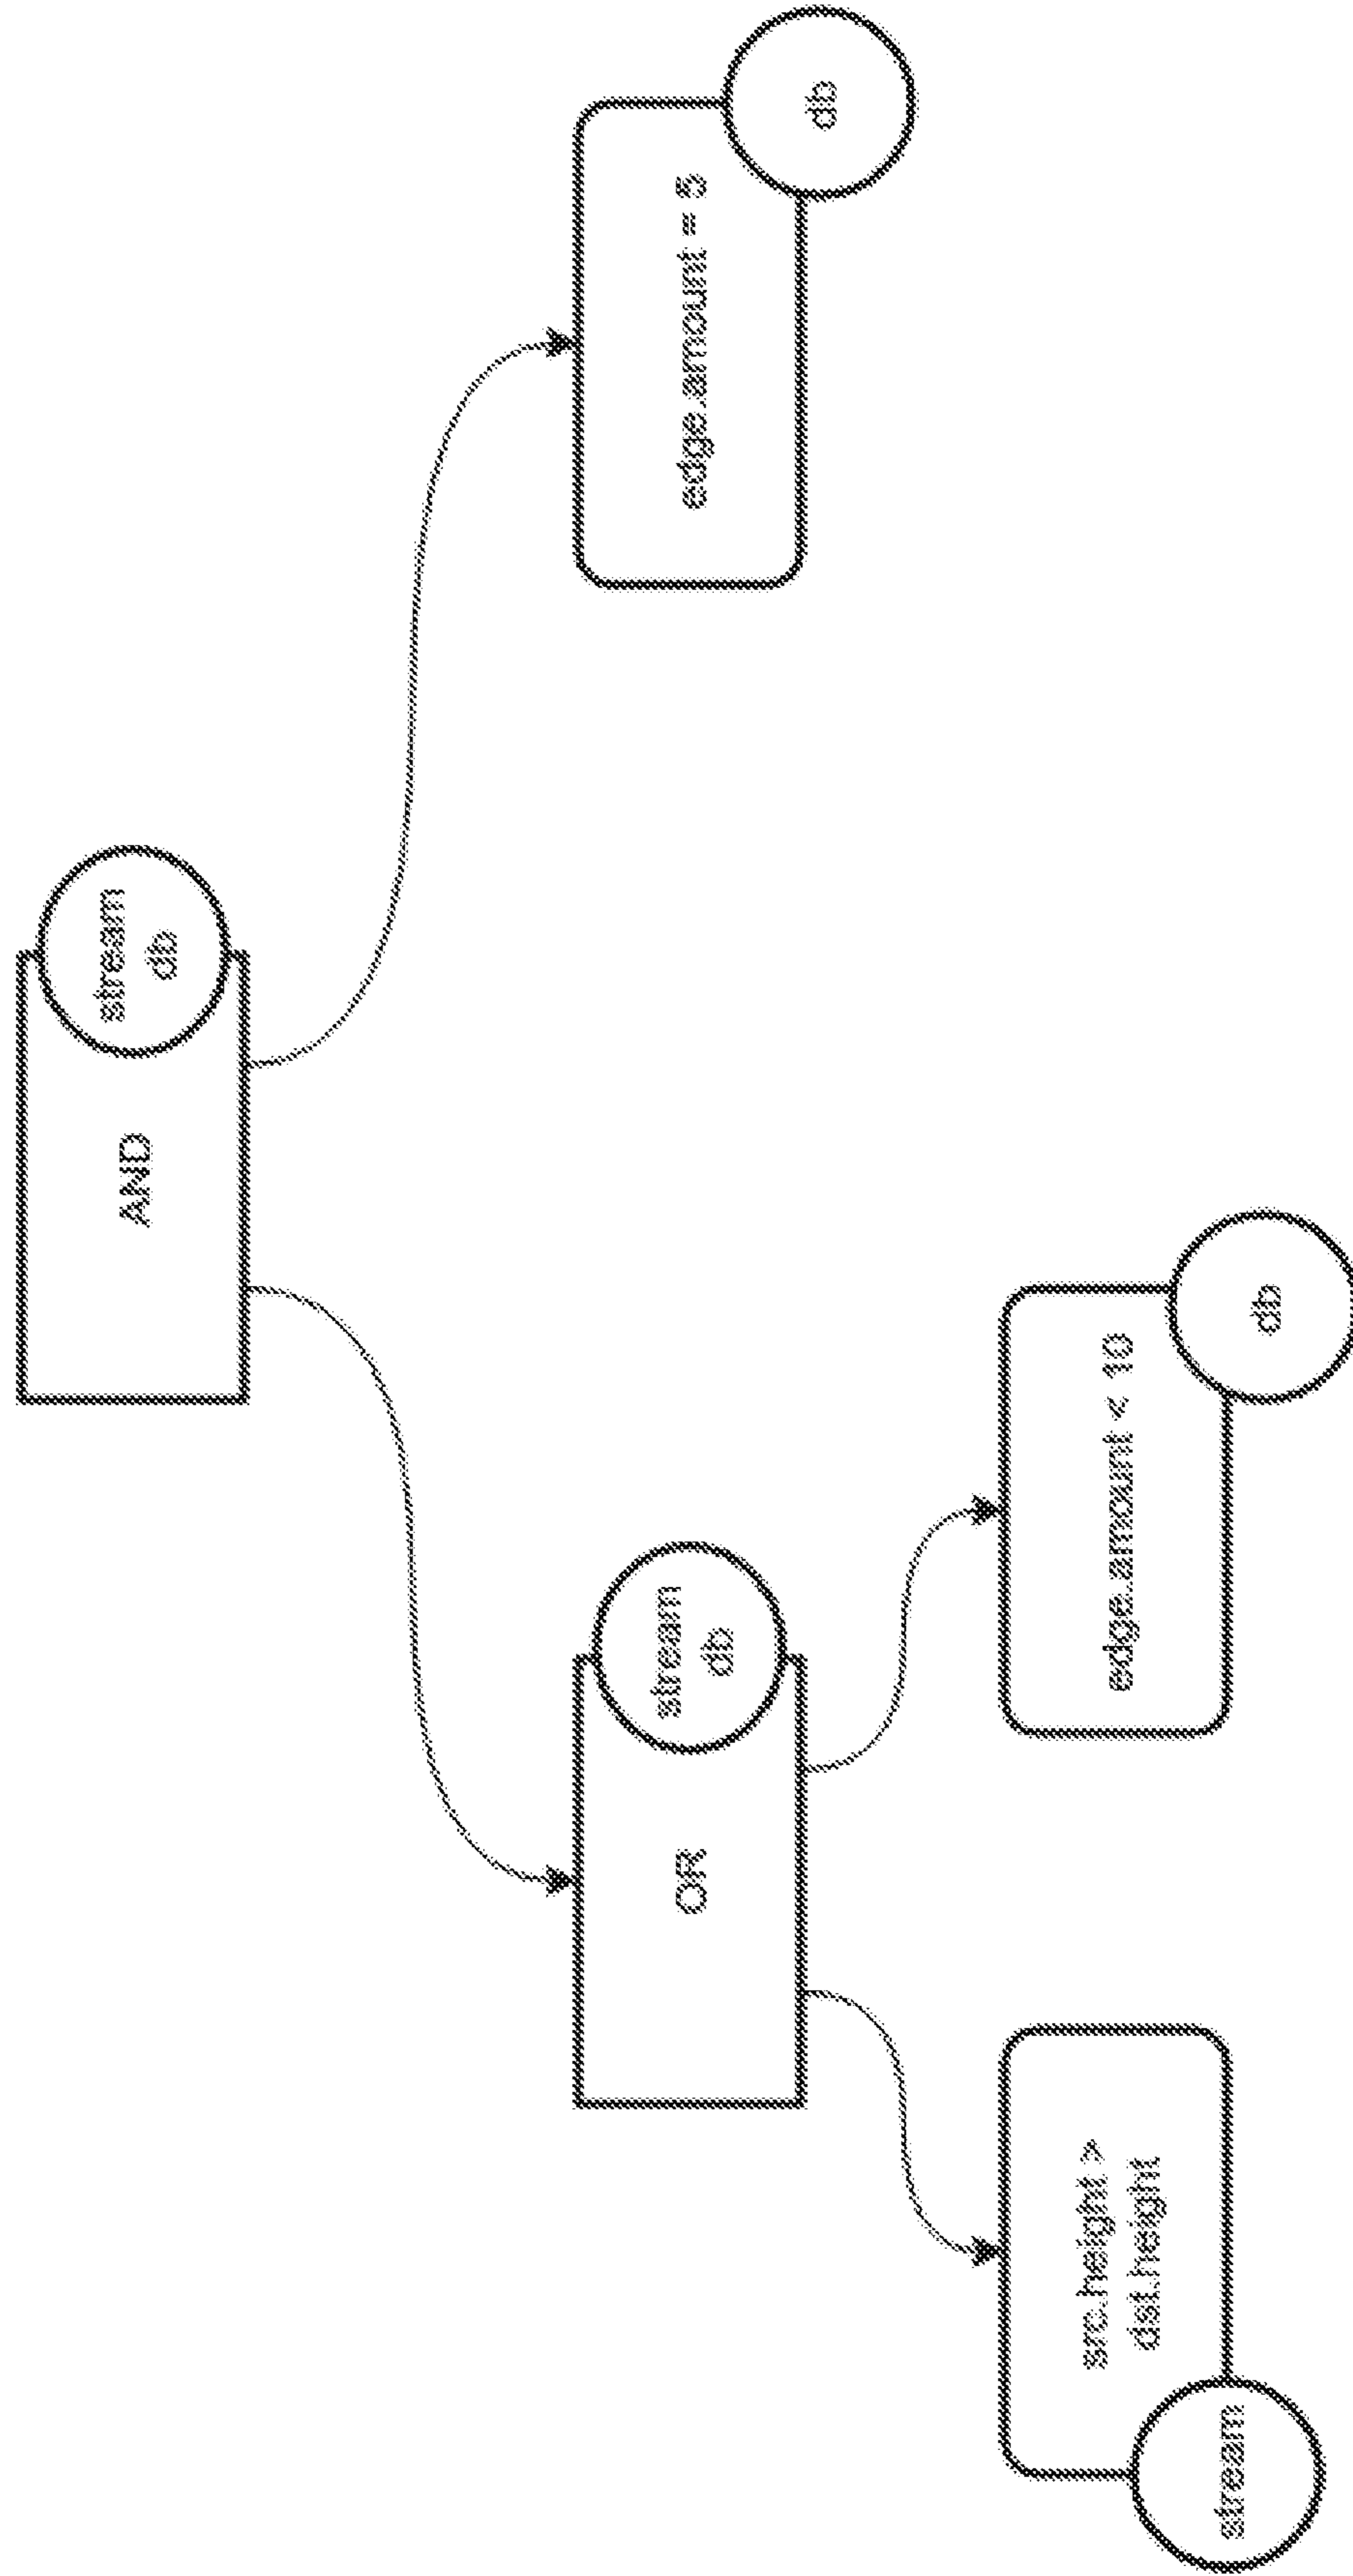 AND
stream
db
OR
stream
db
edge.amount = 5
db
src.height >
dst.height
stream
edge.amount < 10
db